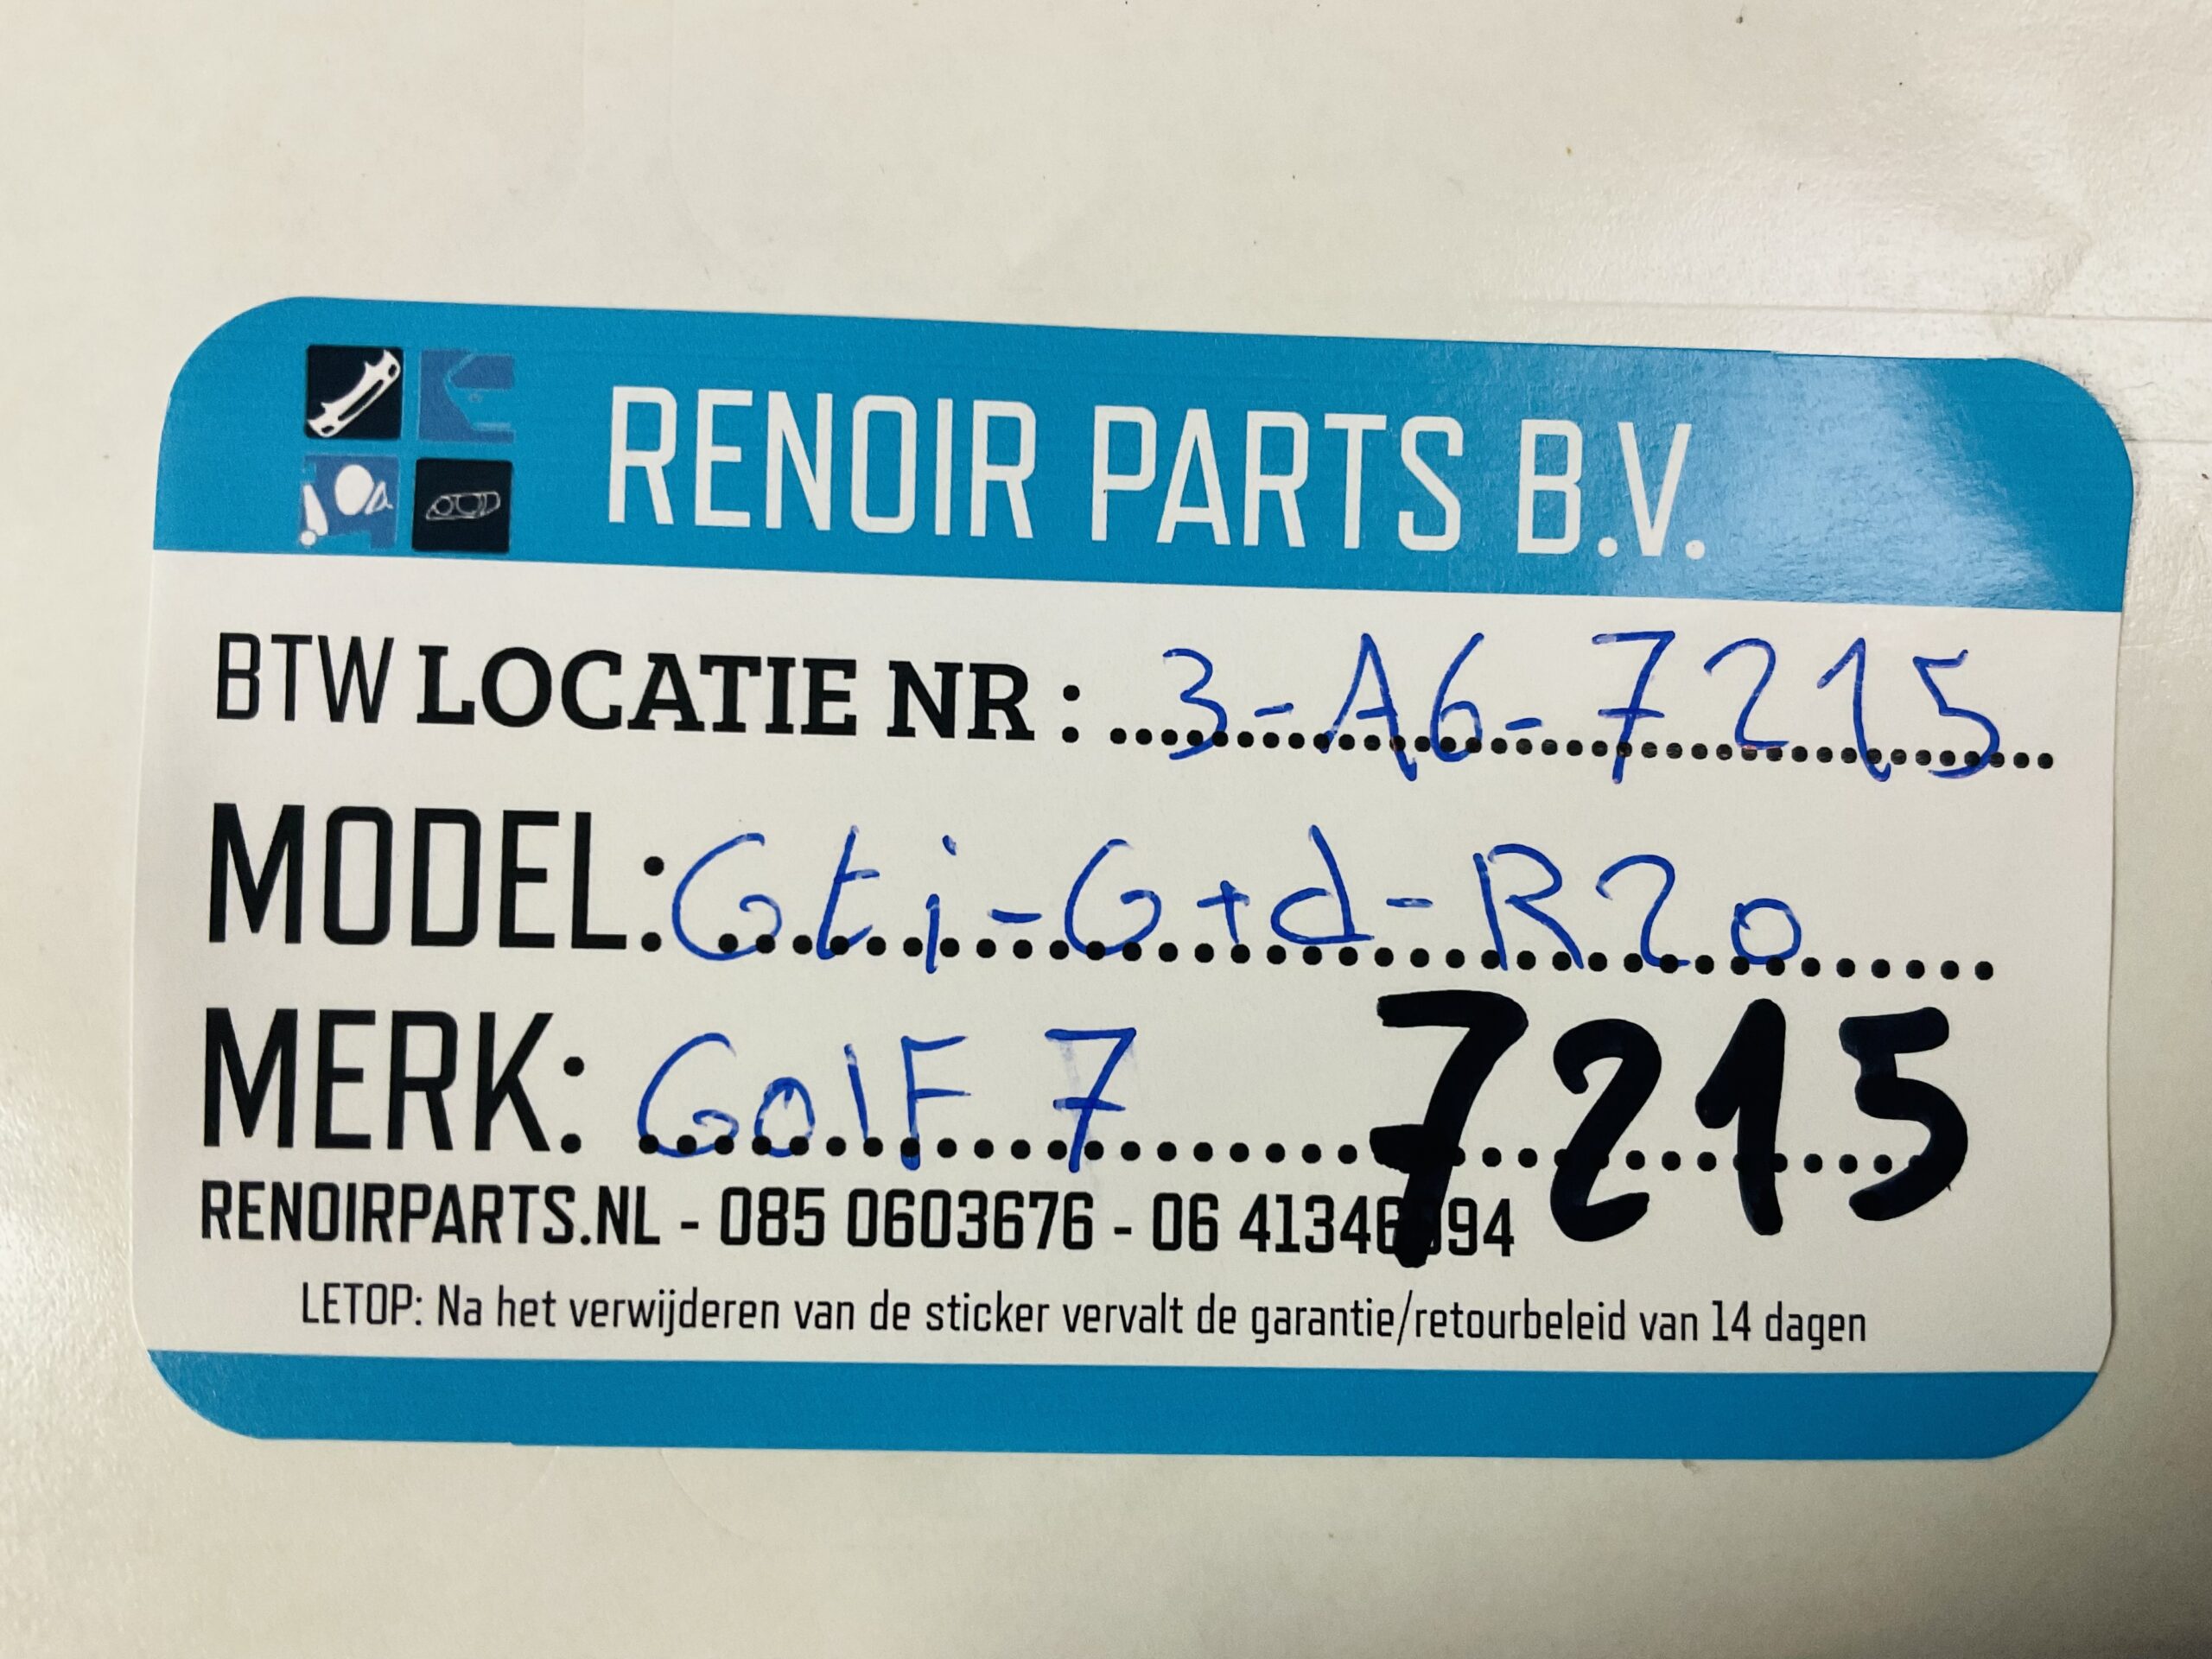 RENOIR PARTS B.V.
BTW LOCATIE NR : 3-A6-7215
MODEL: Gti-Gtd-R20
MERK: GolF 7 7215
RENOIRPARTS.NL - 085 0603676 - 06
LETOP: Na het verwijderen van de sticker vervalt de garantie/retourbeleid van 14 dagen